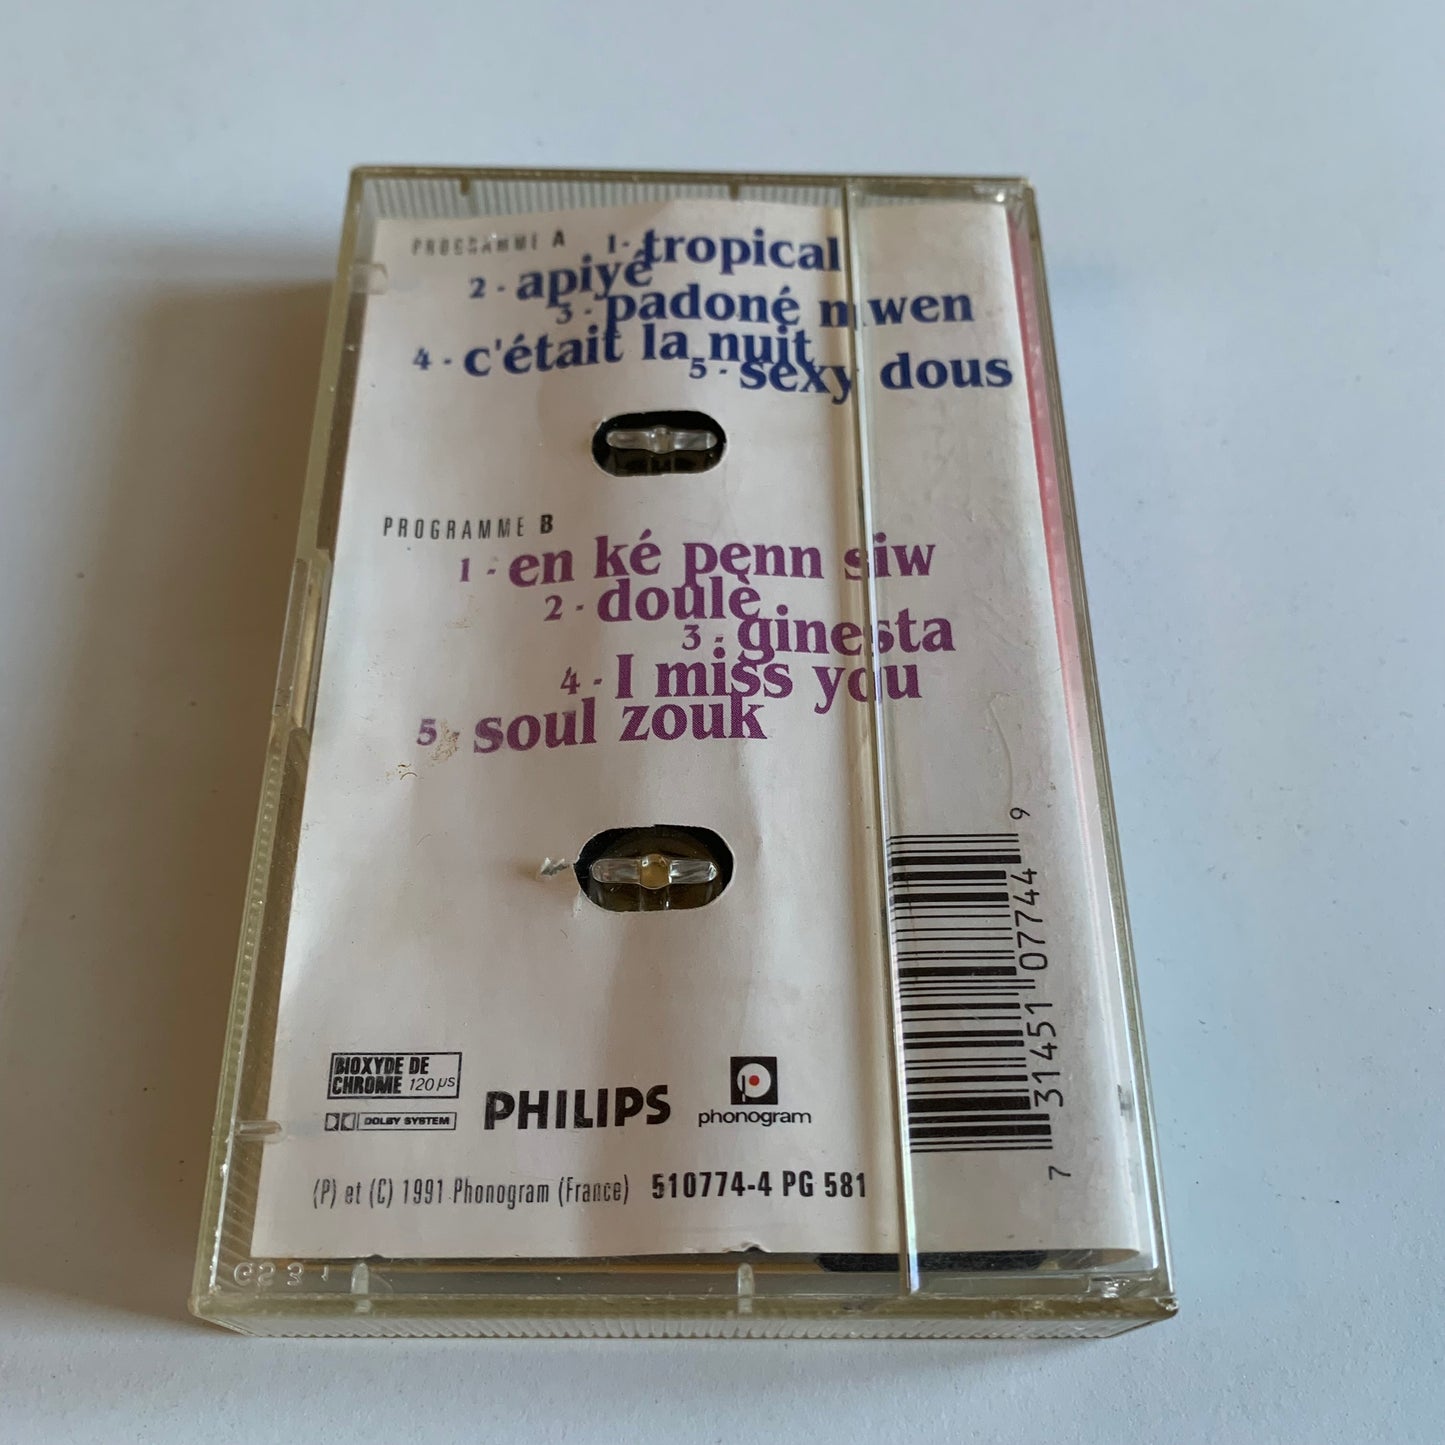 PROGRAMME A 1 - tropical
2 - apiyé
3 - padoné mwen
4 - c'était la nuit
5 - sexy dous
PROGRAMME B
1 - en ké penn siw
2 - doulè
3 - ginesta
4 - I miss you
5 - soul zouk
BIOXYDE DE
CHROME 120 µs
DOLBY SYSTEM
PHILIPS
phonogram
(P) et (C) 1991 Phonogram (France) 510774-4 PG 581
7 31451 07744 9